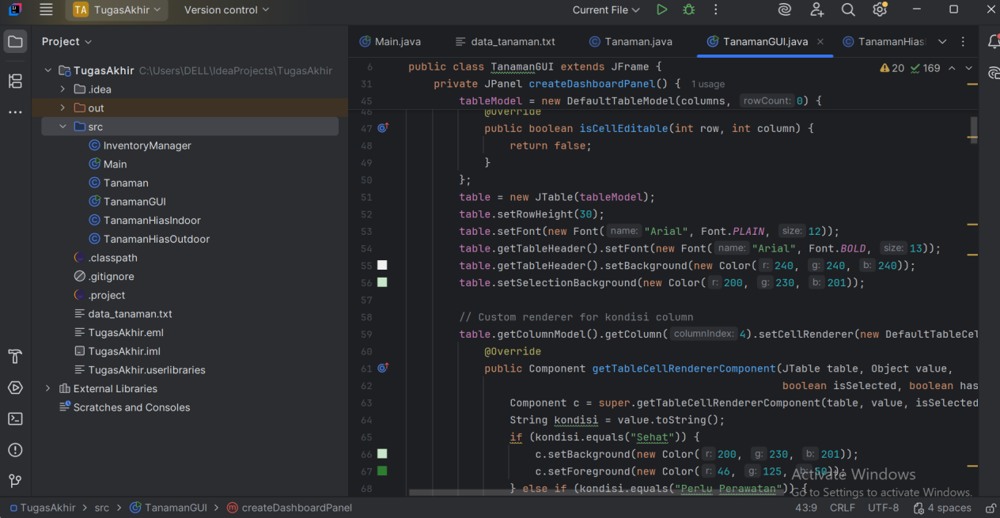 TA TugasAkhir Version control Current File
Project
Main.java data_tanaman.txt Tanaman.java TanamanGUI.java TanamanHias
TugasAkhir C:\Users\DELL\IdeaProjects\TugasAkhir
.idea
out
src
InventoryManager
Main
Tanaman
TanamanGUI
TanamanHiasIndoor
TanamanHiasOutdoor
.classpath
.gitignore
.project
data_tanaman.txt
TugasAkhir.eml
TugasAkhir.iml
TugasAkhir.userlibraries
External Libraries
Scratches and Consoles
20 169
6 public class TanamanGUI extends JFrame {
31 private JPanel createDashboardPanel() { 1 usage
45 tableModel = new DefaultTableModel(columns, rowCount: 0) {
46 @Override
47 public boolean isCellEditable(int row, int column) {
48 return false;
49 }
50 };
51 table = new JTable(tableModel);
52 table.setRowHeight(30);
53 table.setFont(new Font( name: "Arial", Font.PLAIN, size: 12));
54 table.getTableHeader().setFont(new Font( name: "Arial", Font.BOLD, size: 13));
55 table.getTableHeader().setBackground(new Color( r: 240, g: 240, b: 240));
56 table.setSelectionBackground(new Color( r: 200, g: 230, b: 201));
57
58 // Custom renderer for kondisi column
59 table.getColumnModel().getColumn( columnIndex: 4).setCellRenderer(new DefaultTableCel
60 @Override
61 public Component getTableCellRendererComponent(JTable table, Object value,
62 boolean isSelected, boolean has
63 Component c = super.getTableCellRendererComponent(table, value, isSelected
64 String kondisi = value.toString();
65 if (kondisi.equals("Sehat")) {
66 c.setBackground(new Color( r: 200, g: 230, b: 201));
67 c.setForeground(new Color( r: 46, g: 125, b: 50));
68 } else if (kondisi.equals("Perlu Perawatan")) {
Activate Windows
Go to Settings to activate Windows.
TugasAkhir > src > TanamanGUI > createDashboardPanel 43:9 CRLF UTF-8 4 spaces